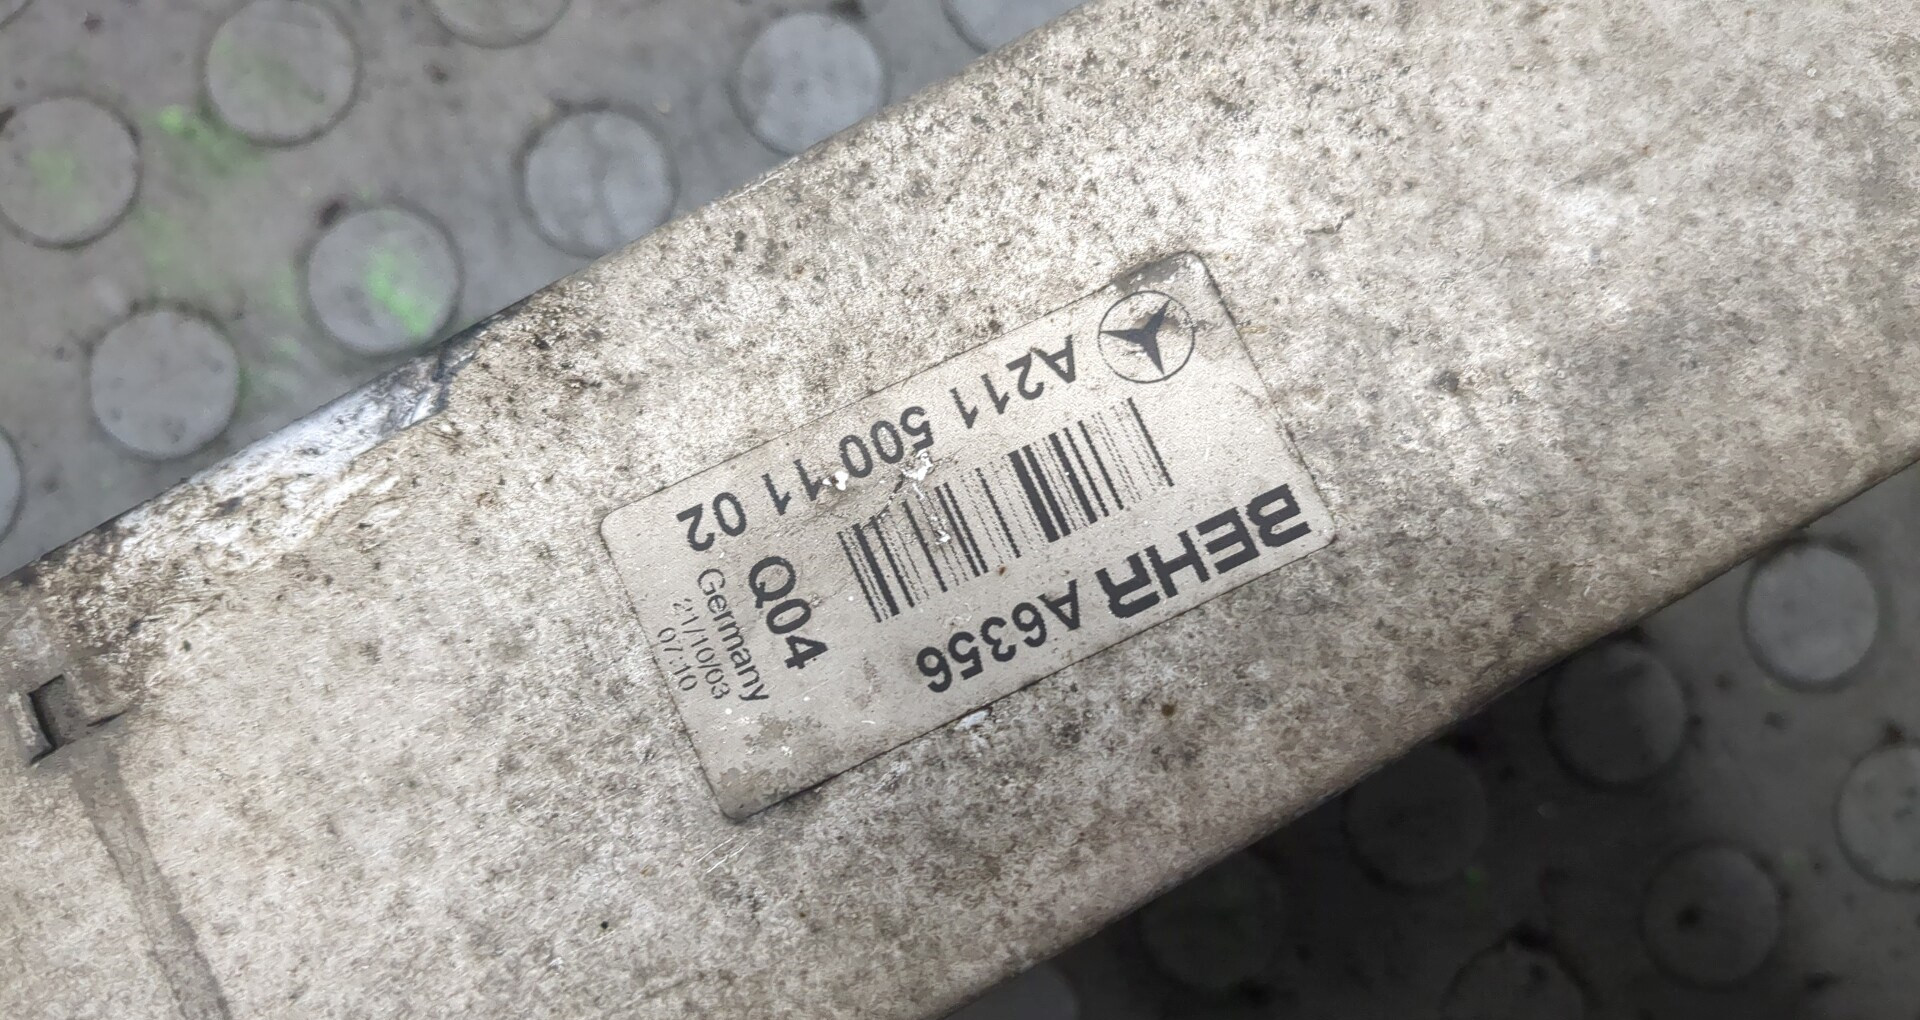 A211 500 11 02
BEHR A6356
Q04
Germany
21/10/03
07:10